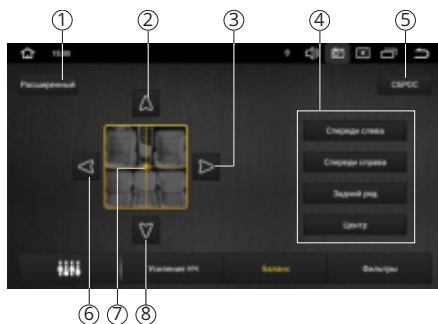 ① ② ③ ④ ⑤
Расширенный
СБРОС
Спереди слева
Спереди справа
Задний ряд
Центр
Усиление НЧ Баланс Фильтры
⑥ ⑦ ⑧